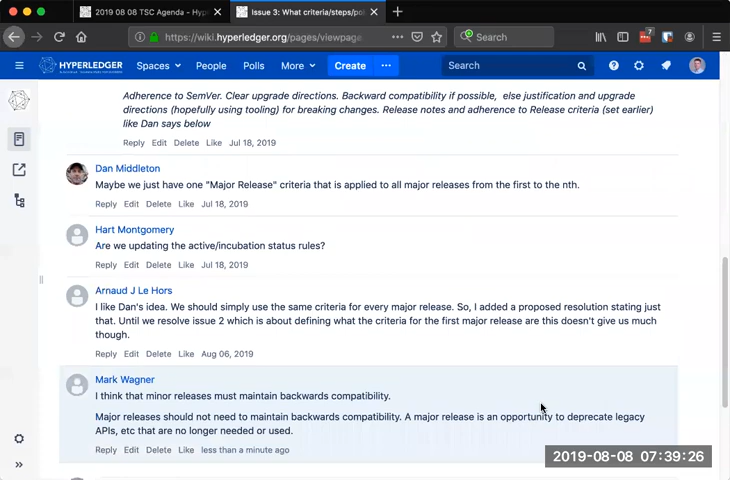 2019 08 08 TSC Agenda - Hype
Issue 3: What criteria/steps/pol
https://wiki.hyperledger.org/pages/viewpage
Search
7
HYPERLEDGER
Spaces
People
Polls
More
Create
Search
Adherence to SemVer. Clear upgrade directions. Backward compatibility if possible, else justification and upgrade
directions (hopefully using tooling) for breaking changes. Release notes and adherence to Release criteria (set earlier)
like Dan says below
Reply Edit Delete Like Jul 18, 2019
Dan Middleton
Maybe we just have one "Major Release" criteria that is applied to all major releases from the first to the nth.
Reply Edit Delete Like Jul 18, 2019
Hart Montgomery
Are we updating the active/incubation status rules?
Reply Edit Delete Like Jul 18, 2019
Arnaud J Le Hors
I like Dan's idea. We should simply use the same criteria for every major release. So, I added a proposed resolution stating just
that. Until we resolve issue 2 which is about defining what the criteria for the first major release are this doesn't give us much
though.
Reply Edit Delete Like Aug 06, 2019
Mark Wagner
I think that minor releases must maintain backwards compatibility.
Major releases should not need to maintain backwards compatibility. A major release is an opportunity to deprecate legacy
APIs, etc that are no longer needed or used.
Reply Edit Delete Like less than a minute ago
2019-08-08 07:39:26